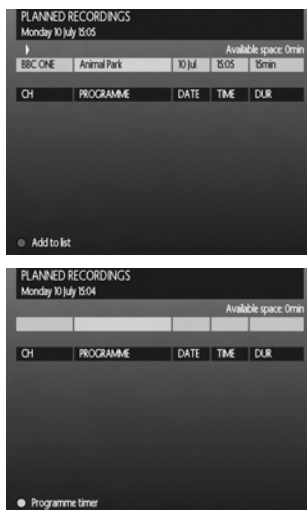 PLANNED RECORDINGS
Monday 10 July 15:05
Available space: 0min
BBC ONE Animal Park 10 Jul 15:05 15min
CH PROGRAMME DATE TIME DUR
Add to list
PLANNED RECORDINGS
Monday 10 July 15:04
Available space: 0min
CH PROGRAMME DATE TIME DUR
Programme timer